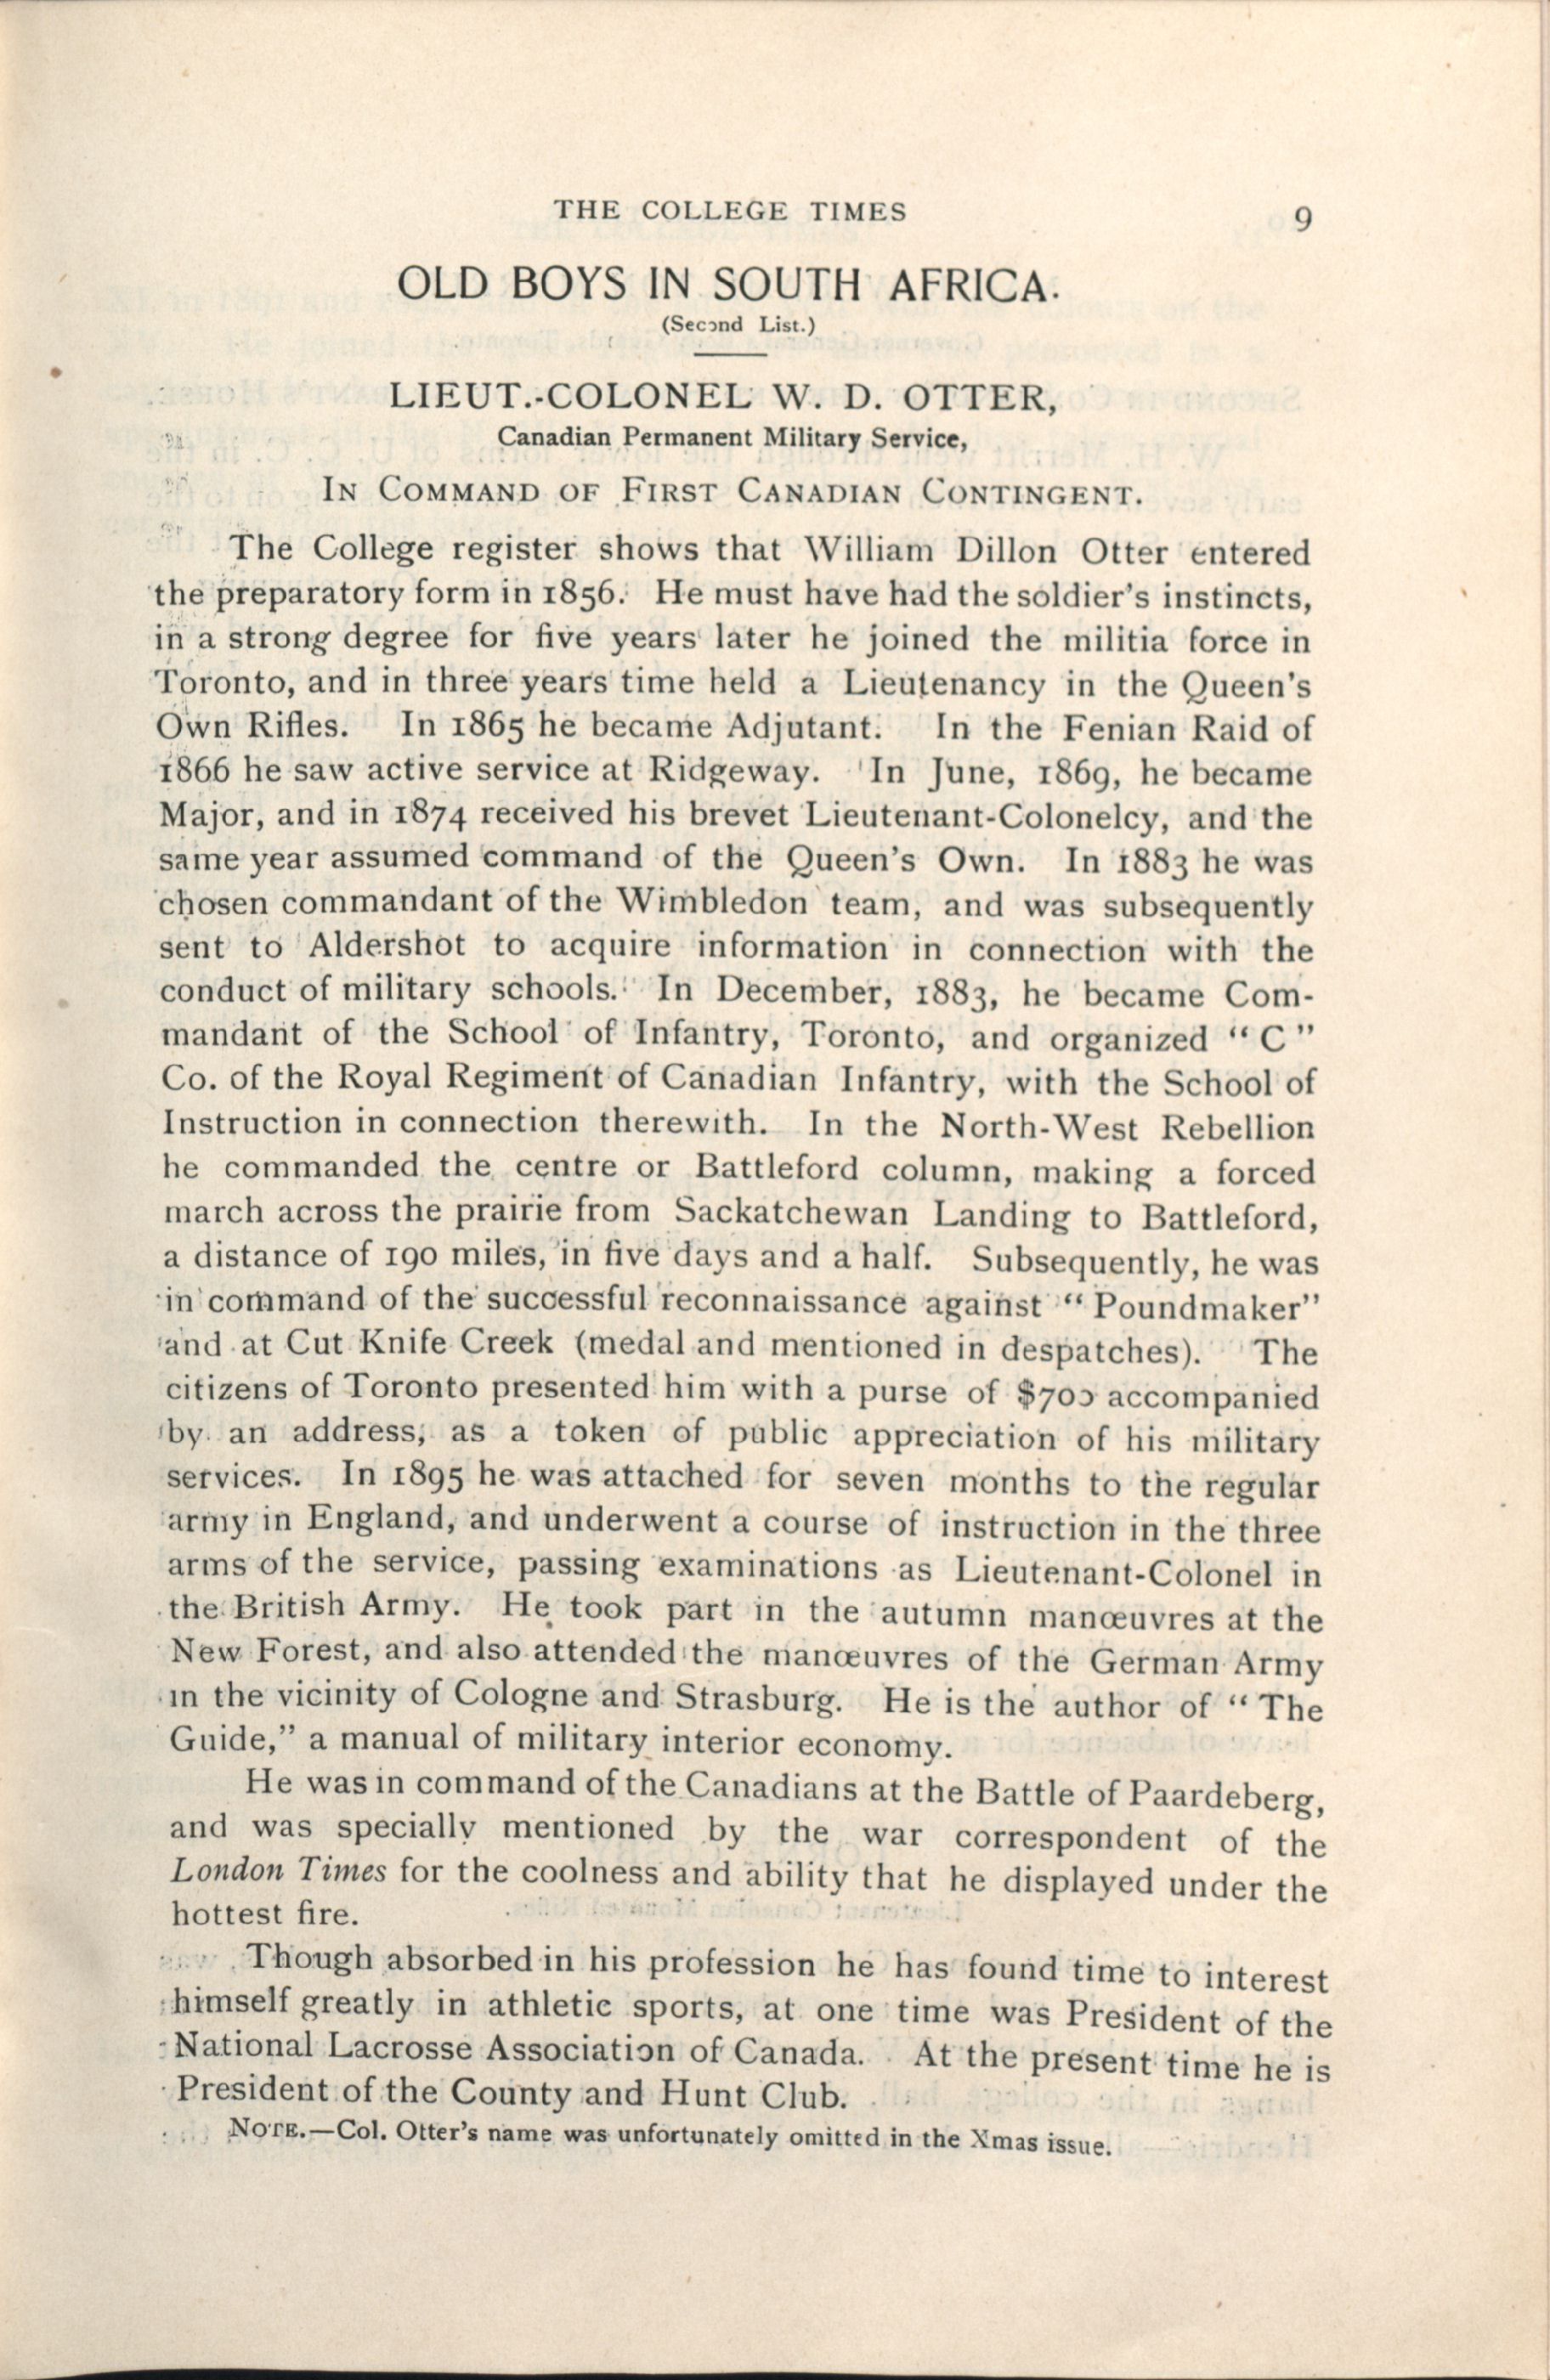 THE COLLEGE TIMES
9
OLD BOYS IN SOUTH AFRICA.
(Second List.)
LIEUT.-COLONEL W. D. OTTER,
Canadian Permanent Military Service,
IN COMMAND OF FIRST CANADIAN CONTINGENT.
The College register shows that William Dillon Otter entered
the preparatory form in 1856. He must have had the soldier's instincts,
in a strong degree for five years later he joined the militia force in
Toronto, and in three years time held a Lieutenancy in the Queen's
Own Rifles. In 1865 he became Adjutant. In the Fenian Raid of
1866 he saw active service at Ridgeway. In June, 1869, he became
Major, and in 1874 received his brevet Lieutenant-Colonelcy, and the
same year assumed command of the Queen's Own. In 1883 he was
chosen commandant of the Wimbledon team, and was subsequently
sent to Aldershot to acquire information in connection with the
conduct of military schools. In December, 1883, he became Com-
mandant of the School of Infantry, Toronto, and organized "C"
Co. of the Royal Regiment of Canadian Infantry, with the School of
Instruction in connection therewith. In the North-West Rebellion
he commanded the centre or Battleford column, making a forced
march across the prairie from Sackatchewan Landing to Battleford,
a distance of 190 miles, in five days and a half. Subsequently, he was
in command of the successful reconnaissance against "Poundmaker"
and at Cut Knife Creek (medal and mentioned in despatches). The
citizens of Toronto presented him with a purse of $700 accompanied
by an address, as a token of public appreciation of his military
services. In 1895 he was attached for seven months to the regular
army in England, and underwent a course of instruction in the three
arms of the service, passing examinations as Lieutenant-Colonel in
the British Army. He took part in the autumn manœuvres at the
New Forest, and also attended the manœuvres of the German Army
in the vicinity of Cologne and Strasburg. He is the author of "The
Guide," a manual of military interior economy.
He was in command of the Canadians at the Battle of Paardeberg,
and was specially mentioned by the war correspondent of the
London Times for the coolness and ability that he displayed under the
hottest fire.
Though absorbed in his profession he has found time to interest
himself greatly in athletic sports, at one time was President of the
National Lacrosse Association of Canada. At the present time he is
President of the County and Hunt Club.
NOTE.—Col. Otter's name was unfortunately omitted in the Xmas issue.